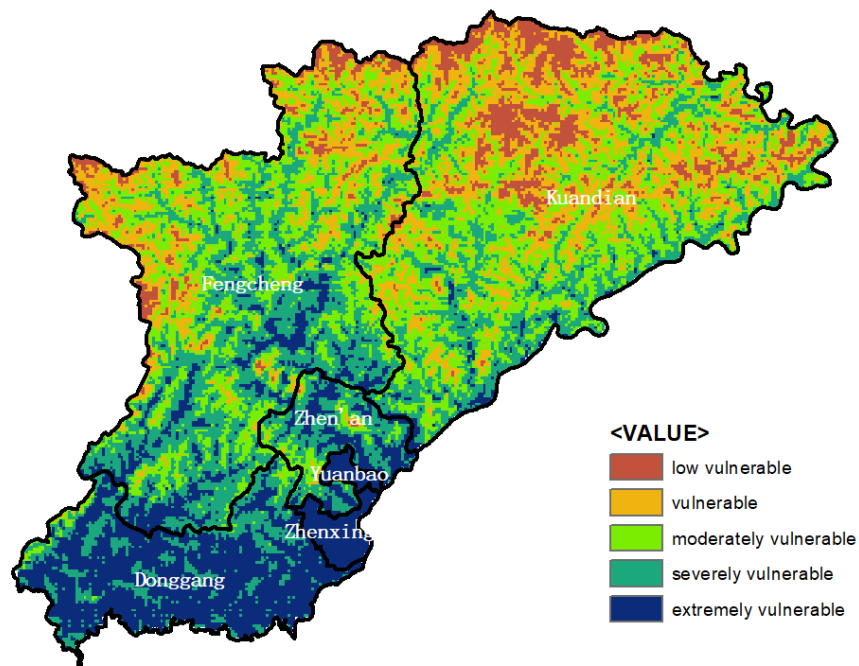 Kuandian
Fengcheng
Zhen'an
Yuanbao
Zhenxing
Donggang
<VALUE>
low vulnerable
vulnerable
moderately vulnerable
severely vulnerable
extremely vulnerable